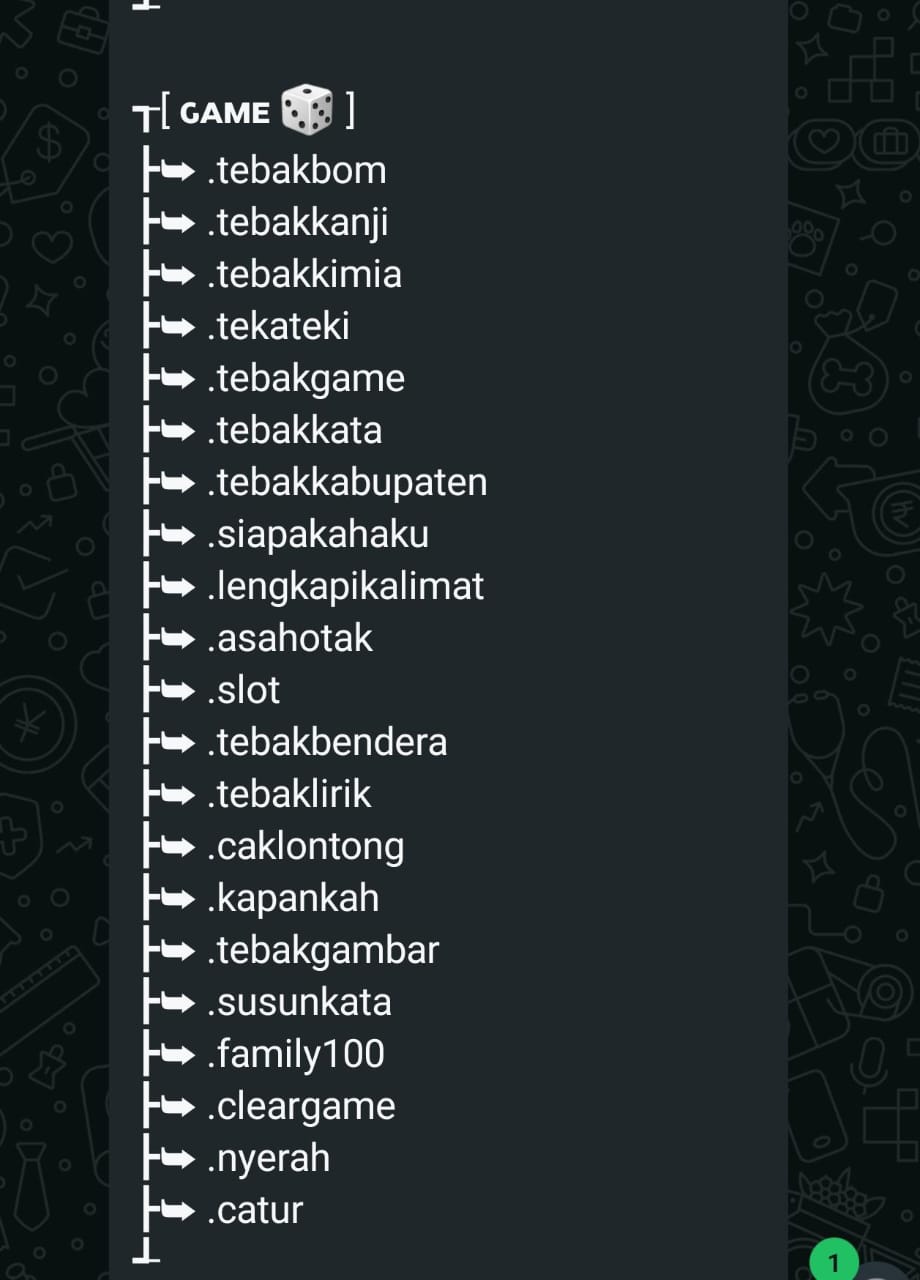 [ GAME 🎲 ]
.tebakbom
.tebakkanji
.tebakkimia
.tekateki
.tebakgame
.tebakkata
.tebakkabupaten
.siapakahaku
.lengkapikalimat
.asahotak
.slot
.tebakbendera
.tebaklirik
.caklontong
.kapankah
.tebakgambar
.susunkata
.family100
.cleargame
.nyerah
.catur
1